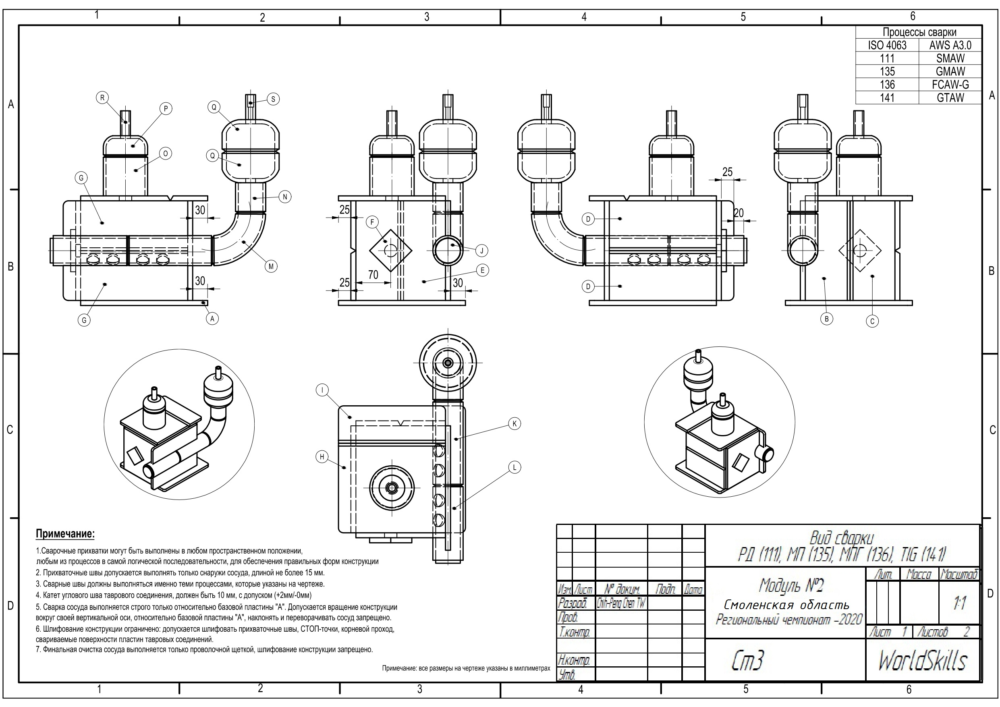 1 2 3 4 5 6
Процессы сварки
ISO 4063 AWS A3.0
111 SMAW
135 GMAW
136 FCAW-G
141 GTAW
A A
R P Q S
Q O
G N
30
30
M
G A
25
F
J
E
70
25 30
25
20
D
D
B C
B B
I
K
H
L
C C
Примечание:
1.Сварочные прихватки могут быть выполнены в любом пространственном положении,
любым из процессов в самой логической последовательности, для обеспечения правильных форм конструкции
2. Прихваточные швы допускается выполнять только снаружи сосуда, длиной не более 15 мм.
3. Сварные швы должны выполняться именно теми процессами, которые указаны на чертеже.
4. Катет углового шва таврового соединения, должен быть 10 мм, с допуском (+2мм/-0мм)
5. Сварка сосуда выполняется строго только относительно базовой пластины "А". Допускается вращение конструкции
вокруг своей вертикальной оси, относительно базовой пластины "А", наклонять и переворачивать сосуд запрещено.
6. Шлифование конструкции ограничено: допускается шлифовать прихваточные швы, СТОП-точки, корневой проход,
свариваемые поверхности пластин тавровых соединений.
7. Финальная очистка сосуда выполняется только проволочной щеткой, шлифование конструкции запрещено.
Примечание: все размеры на чертеже указаны в миллиметрах
D D
Вид сварки
РД (111), МП (135), МПГ (136), TIG (141)
Модуль №2
Смоленская область
Региональный чемпионат -2020
Лит. Масса Масштаб
1:1
Лист 1 Листов 2
Изм. Лист № докум. Подп. Дата
Разраб. Chih-Peng Chen TW
Пров.
Т.контр.
Н.контр.
Утв.
Ст3
WorldSkills
1 2 3 4 5 6